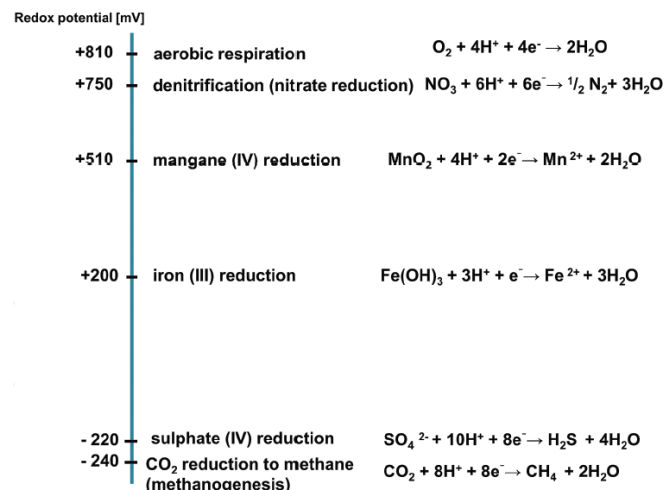 Redox potential [mV]
+810 aerobic respiration O₂ + 4H⁺ + 4e⁻ → 2H₂O
+750 denitrification (nitrate reduction) NO₃ + 6H⁺ + 6e⁻ → ¹/₂ N₂ + 3H₂O
+510 mangane (IV) reduction MnO₂ + 4H⁺ + 2e⁻ → Mn²⁺ + 2H₂O
+200 iron (III) reduction Fe(OH)₃ + 3H⁺ + e⁻ → Fe²⁺ + 3H₂O
- 220 sulphate (IV) reduction SO₄²⁻ + 10H⁺ + 8e⁻ → H₂S + 4H₂O
- 240 CO₂ reduction to methane CO₂ + 8H⁺ + 8e⁻ → CH₄ + 2H₂O
(methanogenesis)